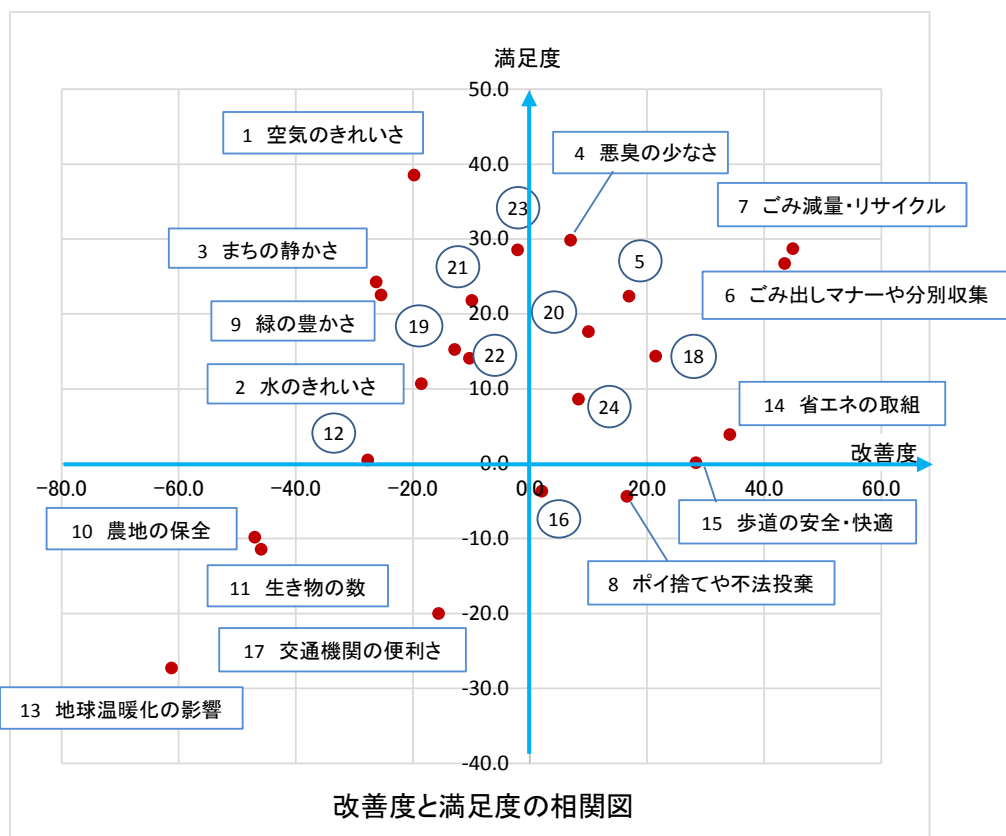 満足度
50.0
1 空気のきれいさ
4 悪臭の少なさ
40.0
23
7 ごみ減量・リサイクル
30.0
3 まちの静かさ
21
5
6 ごみ出しマナーや分別収集
20.0
9 緑の豊かさ
19
20
22
18
2 水のきれいさ
10.0
24
14 省エネの取組
12
改善度
0.0
−80.0 −60.0 −40.0 −20.0 0.0 20.0 40.0 60.0
16
15 歩道の安全・快適
10 農地の保全
-10.0
11 生き物の数
8 ポイ捨てや不法投棄
-20.0
17 交通機関の便利さ
13 地球温暖化の影響
-30.0
-40.0
改善度と満足度の相関図